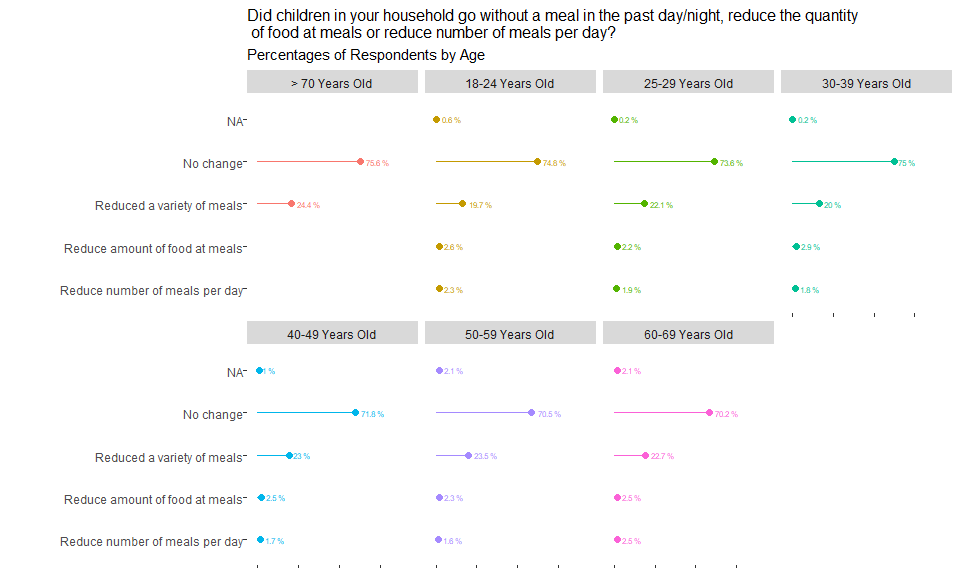 Did children in your household go without a meal in the past day/night, reduce the quantity
of food at meals or reduce number of meals per day?
Percentages of Respondents by Age
> 70 Years Old 18-24 Years Old 25-29 Years Old 30-39 Years Old
NA 0.6 % 0.2 % 0.2 %
No change 75.6 % 74.8 % 73.6 % 75 %
Reduced a variety of meals 24.4 % 19.7 % 22.1 % 20 %
Reduce amount of food at meals 2.6 % 2.2 % 2.9 %
Reduce number of meals per day 2.3 % 1.9 % 1.8 %
40-49 Years Old 50-59 Years Old 60-69 Years Old
NA 1 % 2.1 % 2.1 %
No change 71.8 % 70.5 % 70.2 %
Reduced a variety of meals 23 % 23.5 % 22.7 %
Reduce amount of food at meals 2.5 % 2.3 % 2.5 %
Reduce number of meals per day 1.7 % 1.6 % 2.5 %